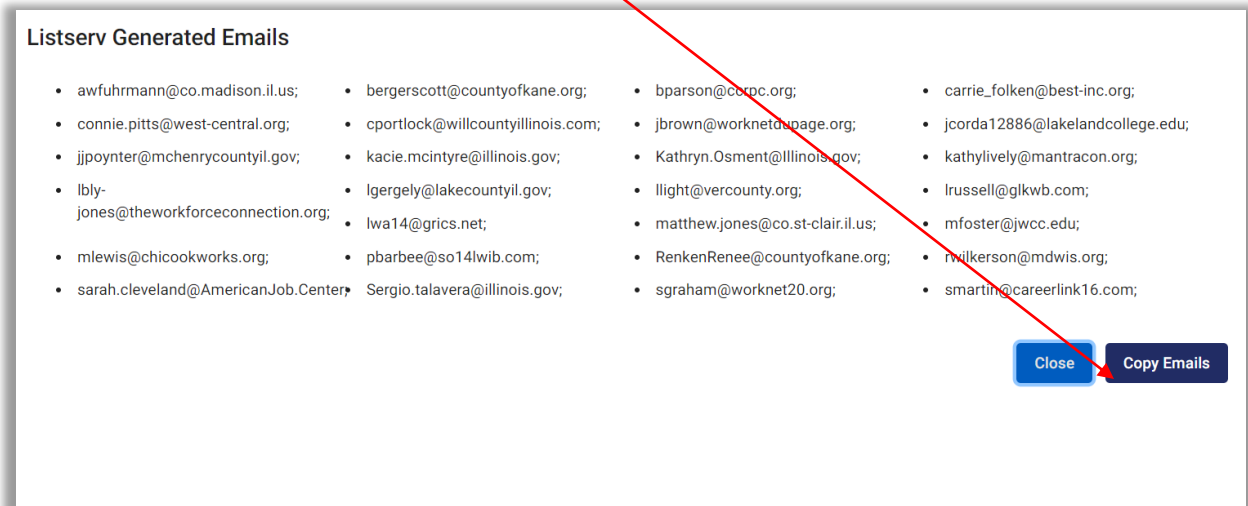 Listserv Generated Emails
awfuhrmann@co.madison.il.us;
bergerscott@countyofkane.org;
bparson@corpc.org;
carrie_folken@best-inc.org;
connie.pitts@west-central.org;
cportlock@willcountyillinois.com;
jbrown@worknetdupage.org;
jcorda12886@lakelandcollege.edu;
jjpoynter@mchenrycountyil.gov;
kacie.mcintyre@illinois.gov;
Kathryn.Osment@Illinois.gov;
kathylively@mantracon.org;
lbly-
jones@theworkforceconnection.org;
lgergely@lakecountyil.gov;
llight@vercounty.org;
lrussell@glkwb.com;
lwa14@grics.net;
matthew.jones@co.st-clair.il.us;
mfoster@jwcc.edu;
mlewis@chicookworks.org;
pbarbee@so14lwib.com;
RenkenRenee@countyofkane.org;
rwilkerson@mdwis.org;
sarah.cleveland@AmericanJob.Center;
Sergio.talavera@illinois.gov;
sgraham@worknet20.org;
smartin@careerlink16.com;
Close
Copy Emails